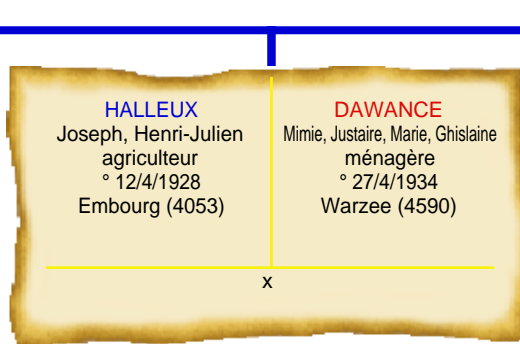 HALLEUX
Joseph, Henri-Julien
agriculteur
° 12/4/1928
Embourg (4053)
DAWANCE
Mimie, Justaire, Marie, Ghislaine
ménagère
° 27/4/1934
Warzee (4590)
x